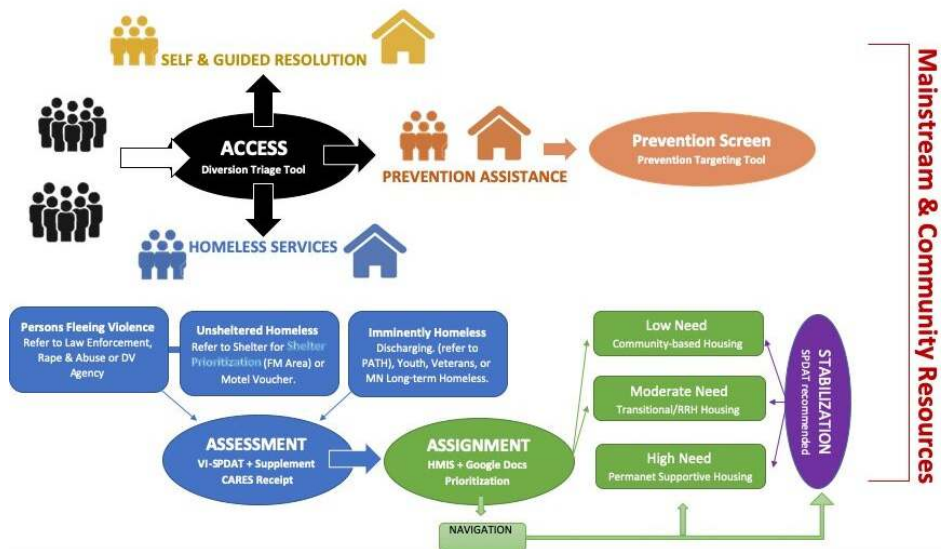 SELF & GUIDED RESOLUTION
ACCESS
Diversion Triage Tool
PREVENTION ASSISTANCE
Prevention Screen
Prevention Targeting Tool
HOMELESS SERVICES
Persons Fleeing Violence
Refer to Law Enforcement,
Rape & Abuse or DV
Agency
Unsheltered Homeless
Refer to Shelter for Shelter
Prioritization (FM Area) or
Motel Voucher.
Imminently Homeless
Discharging. (refer to
PATH), Youth, Veterans, or
MN Long-term Homeless.
ASSESSMENT
VI-SPDAT + Supplement
CARES Receipt
ASSIGNMENT
HMIS + Google Docs
Prioritization
NAVIGATION
Low Need
Community-based Housing
Moderate Need
Transitional/RRH Housing
High Need
Permanet Supportive Housing
STABILIZATION
SPDAT recommended
Mainstream & Community Resources